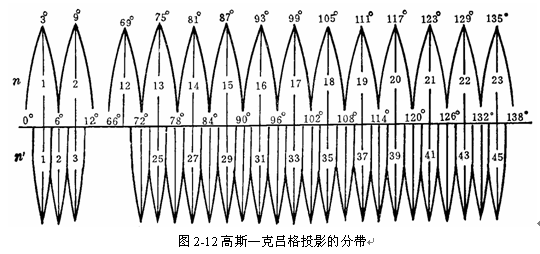 3° 9° 69° 75° 81° 87° 93° 99° 105° 111° 117° 123° 129° 135°
n 1 2 12 13 14 15 16 17 18 19 20 21 22 23
0° 6° 12° 66° 72° 78° 84° 90° 96° 102° 108° 114° 120° 126° 132° 138°
n' 1 2 3 25 27 29 31 33 35 37 39 41 43 45
图 2-12 高斯—克吕格投影的分带↵